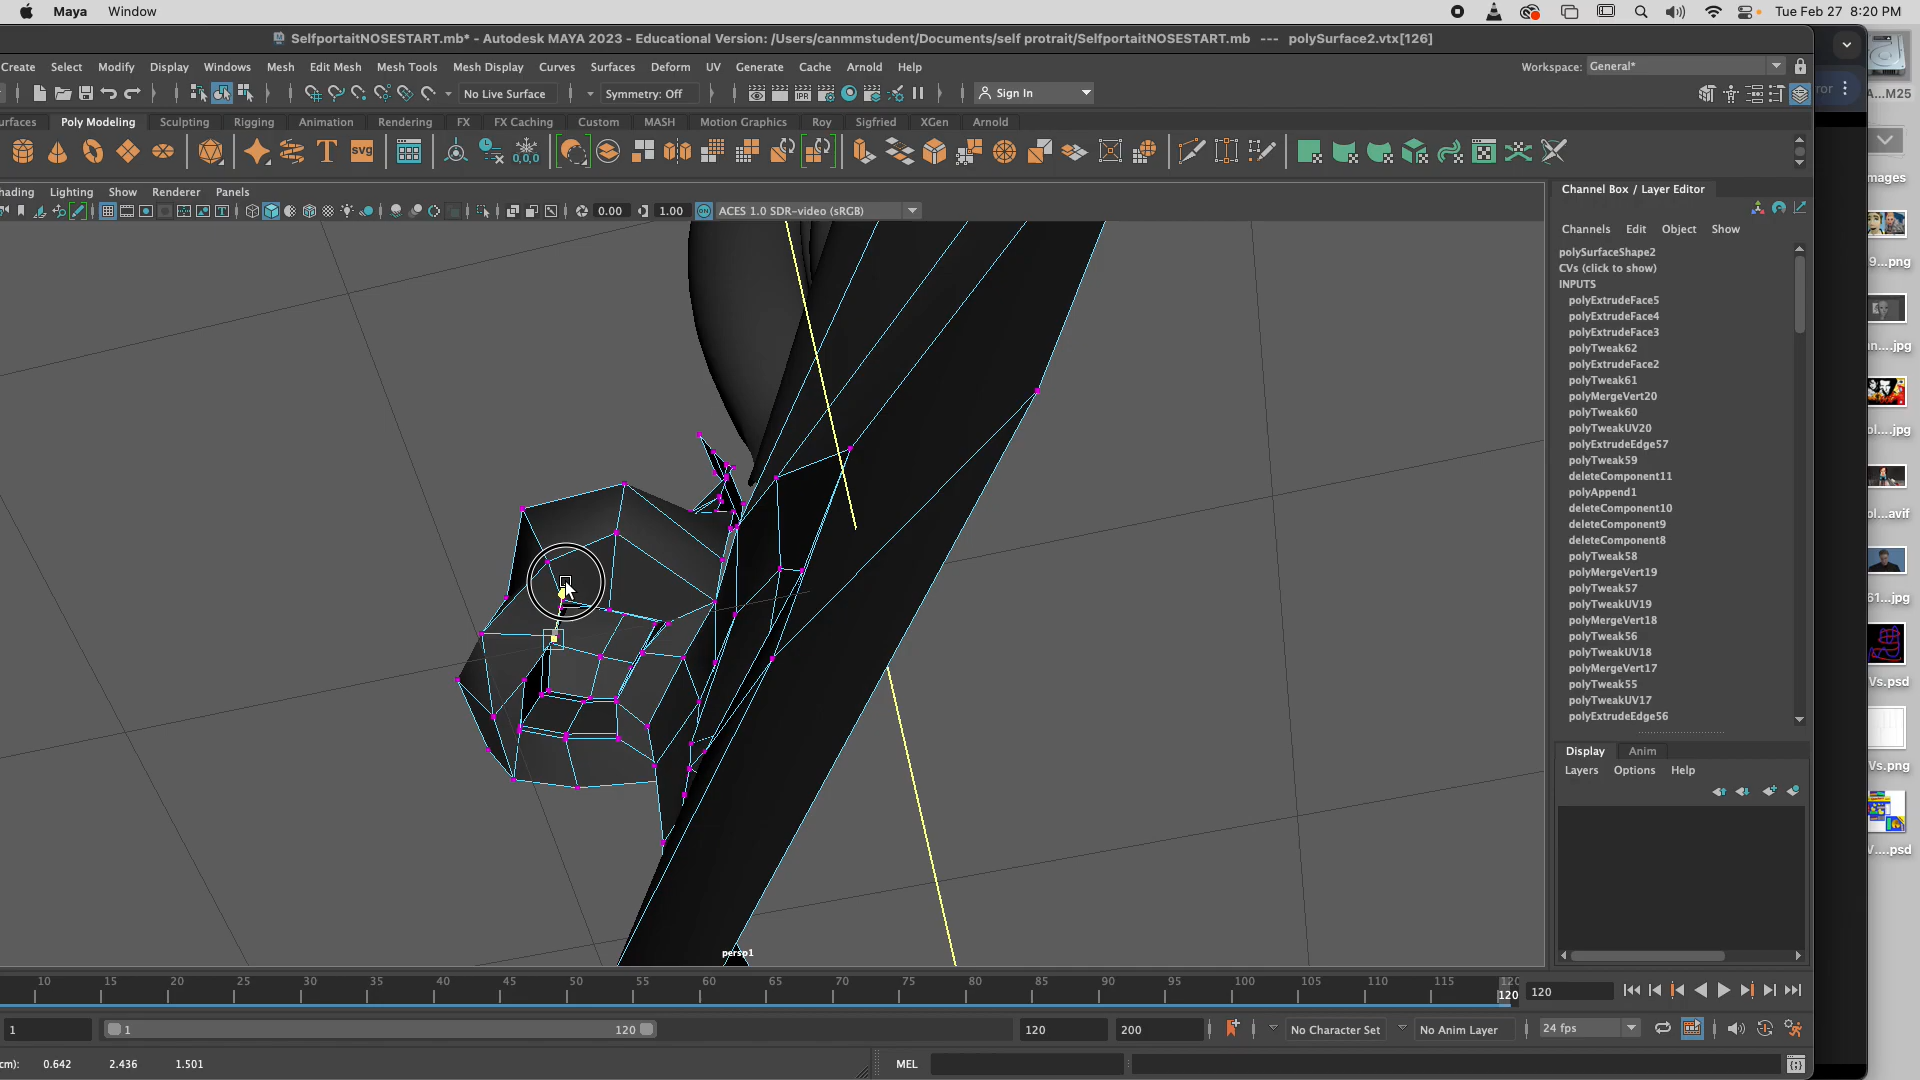 Maya Window Tue Feb 27 8:20 PM
SelfportaitNOSESTART.mb* - Autodesk MAYA 2023 - Educational Version: /Users/canmmstudent/Documents/self protrait/SelfportaitNOSESTART.mb --- polySurface2.vtx[126]
Create Select Modify Display Windows Mesh Edit Mesh Mesh Tools Mesh Display Curves Surfaces Deform UV Generate Cache Arnold Help Workspace: General*
No Live Surface Symmetry: Off Sign In
urfaces Poly Modeling Sculpting Rigging Animation Rendering FX FX Caching Custom MASH Motion Graphics Roy Sigfried XGen Arnold
T svg 0,0,0
hading Lighting Show Renderer Panels
0.00 1.00 ON ACES 1.0 SDR-video (sRGB)
Channel Box / Layer Editor
Channels Edit Object Show
polySurfaceShape2
CVs (click to show)
INPUTS
polyExtrudeFace5
polyExtrudeFace4
polyExtrudeFace3
polyTweak62
polyExtrudeFace2
polyTweak61
polyMergeVert20
polyTweak60
polyTweakUV20
polyExtrudeEdge57
polyTweak59
deleteComponent11
polyAppend1
deleteComponent10
deleteComponent9
deleteComponent8
polyTweak58
polyMergeVert19
polyTweak57
polyTweakUV19
polyMergeVert18
polyTweak56
polyTweakUV18
polyMergeVert17
polyTweak55
polyTweakUV17
polyExtrudeEdge56
Display Anim
Layers Options Help
persp1
10 15 20 25 30 35 40 45 50 55 60 65 70 75 80 85 90 95 100 105 110 115 120
120
120
1 1 120 120 200 No Character Set No Anim Layer 24 fps
cm): 0.642 2.436 1.501 MEL
ror
A...M25
mages
9...png
n....jpg
ol....jpg
ol...avif
61...jpg
Vs.psd
Vs.png
V....psd